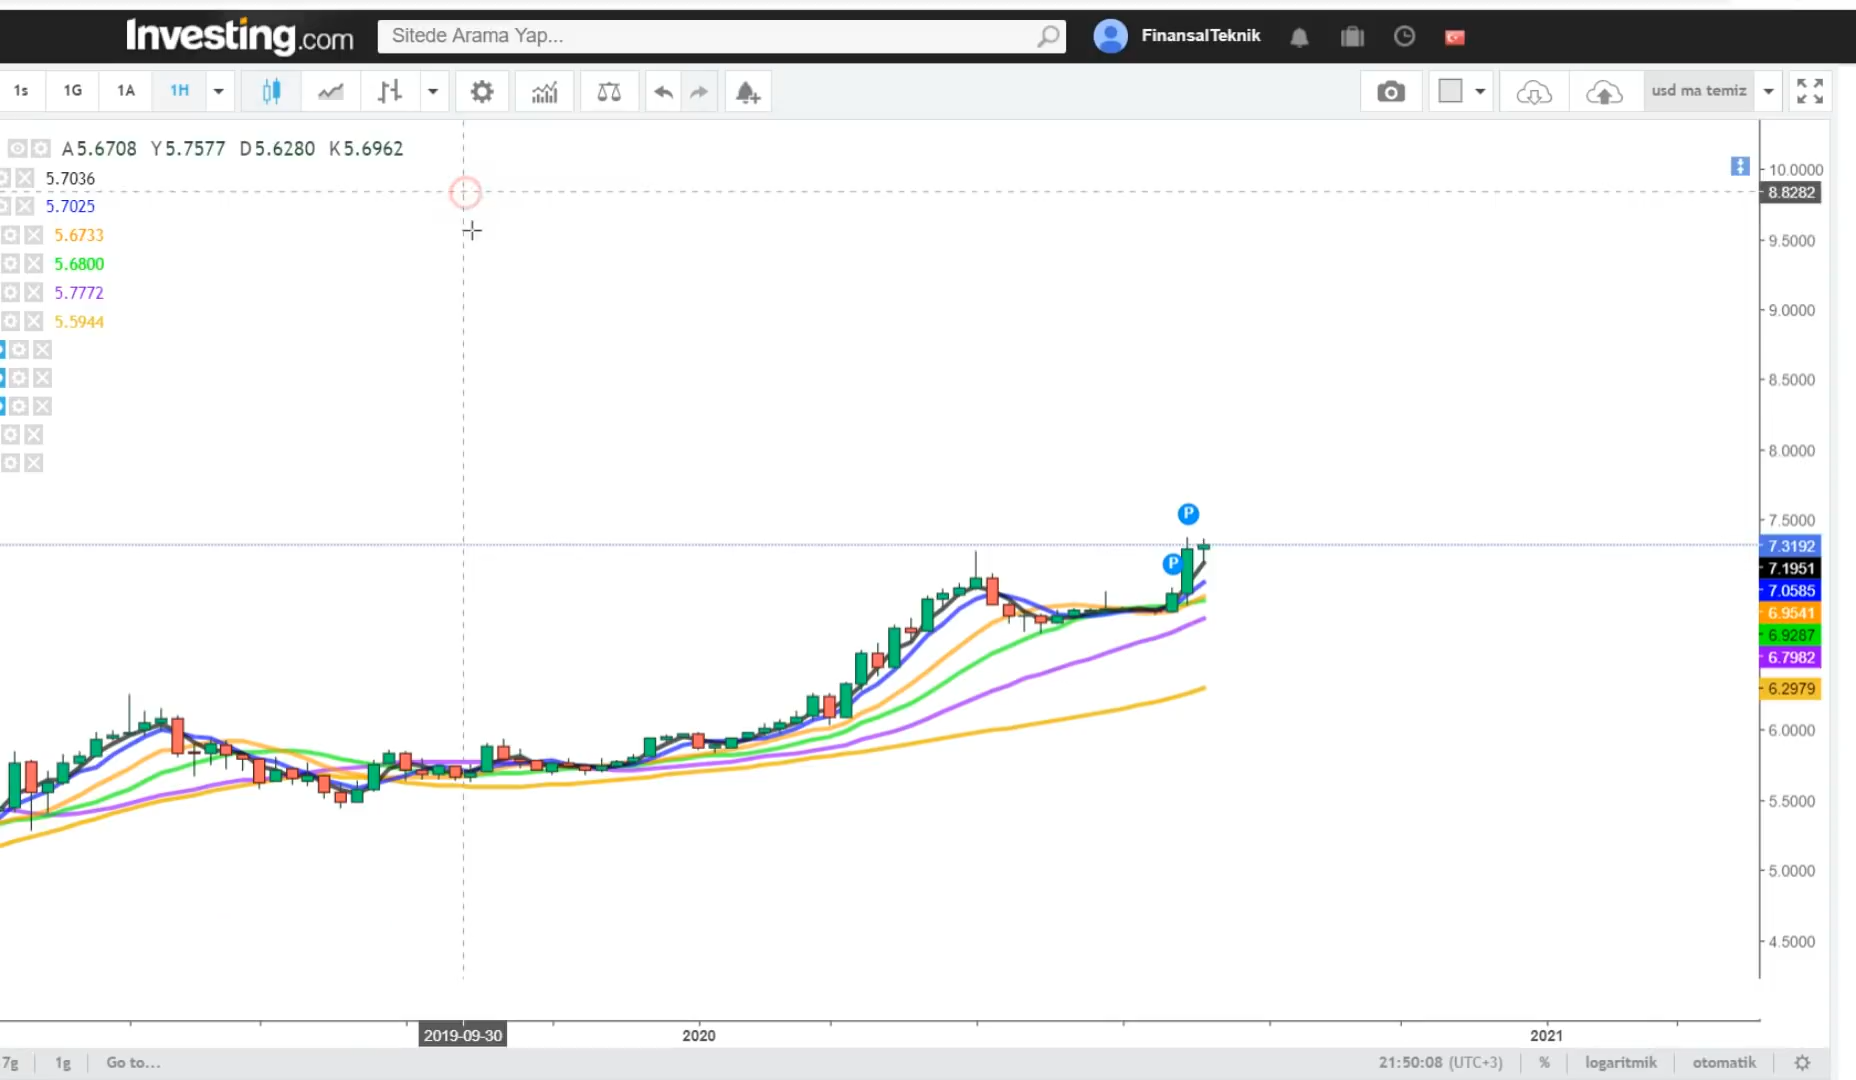 Investing.com
Sitede Arama Yap...
FinansalTeknik
1s 1G 1A 1H
usd ma temiz
A5.6708 Y5.7577 D5.6280 K5.6962
5.7036
5.7025
5.6733
5.6800
5.7772
5.5944
10.0000
8.8282
9.5000
9.0000
8.5000
8.0000
P
7.5000
7.3192
P
7.1951
7.0585
6.9541
6.9287
6.7982
6.2979
6.0000
5.5000
5.0000
4.5000
2019-09-30 2020 2021
7g 1g Go to... 21:50:08 (UTC+3) % logaritmik otomatik